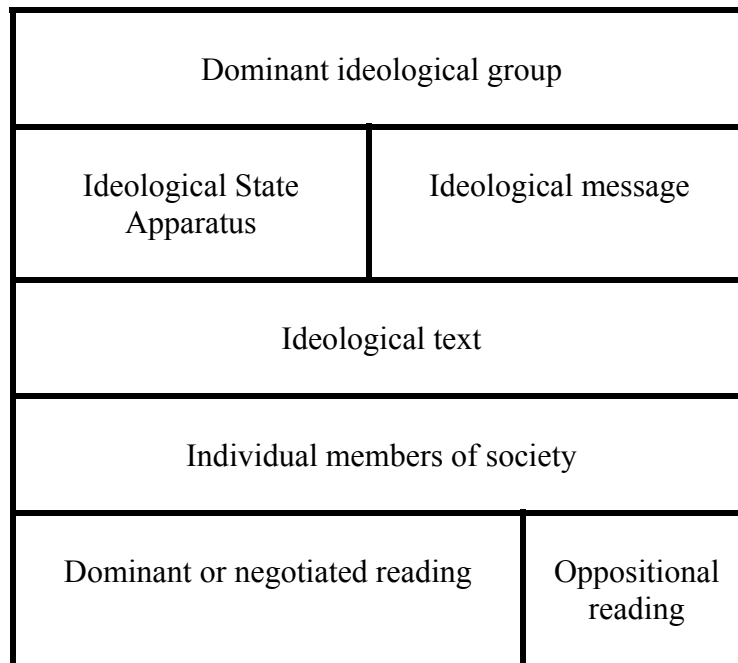 Dominant ideological group
Ideological State
Apparatus
Ideological message
Ideological text
Individual members of society
Dominant or negotiated reading
Oppositional
reading